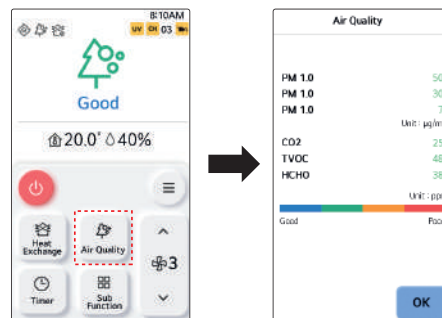 8:10AM
UV CH 03
Good
20.0° 40%
Heat
Exchange
Air Quality
3
Timer
Sub
Function
Air Quality
PM 1.0 50
PM 1.0 30
PM 1.0 7
Unit : μg/m
CO2 25
TVOC 48
HCHO 38
Unit : pp
Good Poo
OK